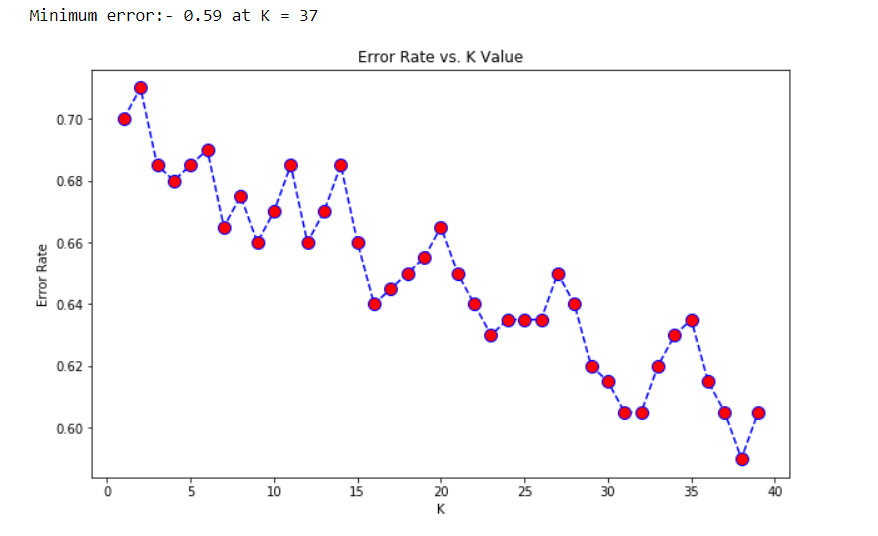 Minimum error:- 0.59 at K = 37
Error Rate vs. K Value
0.70
0.68
0.66
0.64
0.62
0.60
Error Rate
0 5 10 15 20 25 30 35 40
K